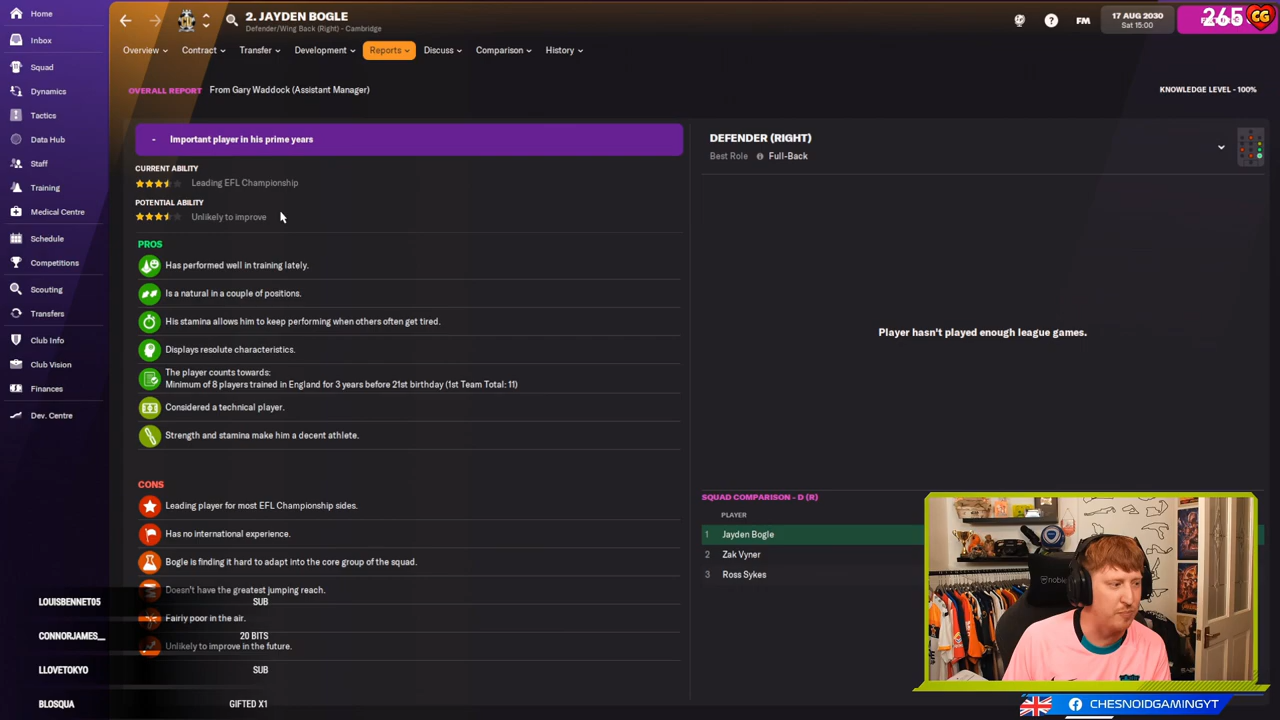 Home
Inbox
Squad
Dynamics
Tactics
Data Hub
Staff
Training
Medical Centre
Schedule
Competitions
Scouting
Transfers
Club Info
Club Vision
Finances
Dev. Centre
2. JAYDEN BOGLE
Defender/Wing Back (Right) - Cambridge
FM
17 AUG 2030
Sat 15:00
265
CG
Overview
Contract
Transfer
Development
Reports
Discuss
Comparison
History
OVERALL REPORT
From Gary Waddock (Assistant Manager)
KNOWLEDGE LEVEL - 100%
- Important player in his prime years
CURRENT ABILITY
Leading EFL Championship
POTENTIAL ABILITY
Unlikely to improve
PROS
Has performed well in training lately.
Is a natural in a couple of positions.
His stamina allows him to keep performing when others often get tired.
Displays resolute characteristics.
The player counts towards:
Minimum of 8 players trained in England for 3 years before 21st birthday (1st Team Total: 11)
Considered a technical player.
Strength and stamina make him a decent athlete.
CONS
Leading player for most EFL Championship sides.
Has no international experience.
Bogle is finding it hard to adapt into the core group of the squad.
Doesn't have the greatest jumping reach.
Fairly poor in the air.
Unlikely to improve in the future.
DEFENDER (RIGHT)
Best Role Full-Back
Player hasn't played enough league games.
SQUAD COMPARISON - D (R)
PLAYER
1 Jayden Bogle
2 Zak Vyner
3 Ross Sykes
LOUISBENNET05 SUB
CONNORJAMES__ 20 BITS
LLOVETOKYO SUB
BLOSQUA GIFTED X1
noble
CHESNOIDGAMINGYT